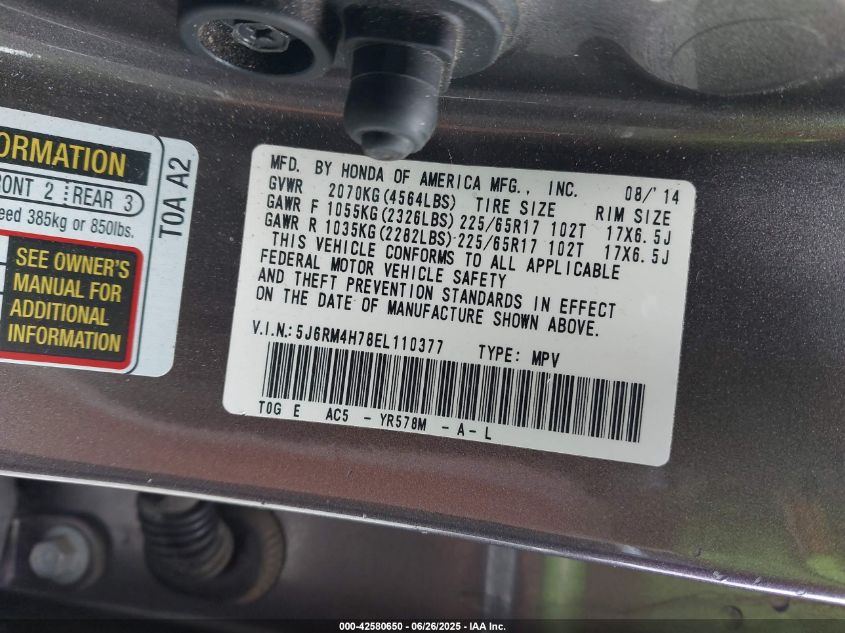 ORMATION
RONT 2 REAR 3
eed 385kg or 850lbs.
SEE OWNER'S
MANUAL FOR
ADDITIONAL
INFORMATION
T0A A2
MFD. BY HONDA OF AMERICA MFG., INC. 08/'14
GVWR 2070KG(4564LBS) TIRE SIZE RIM SIZE
GAWR F 1055KG(2326LBS) 225/65R17 102T 17X6.5J
GAWR R 1035KG(2282LBS)-225/65R17 102T 17X6.5J
THIS VEHICLE CONFORMS TO ALL APPLICABLE
FEDERAL MOTOR VEHICLE SAFETY
AND THEFT PREVENTION STANDARDS IN EFFECT
ON THE DATE OF MANUFACTURE SHOWN ABOVE.
V.I.N.: 5J6RM4H78EL110377 TYPE: MPV
T0G E AC5 - YR578M - A - L
000-42580650 | 06/26/2025 - IAA Inc.